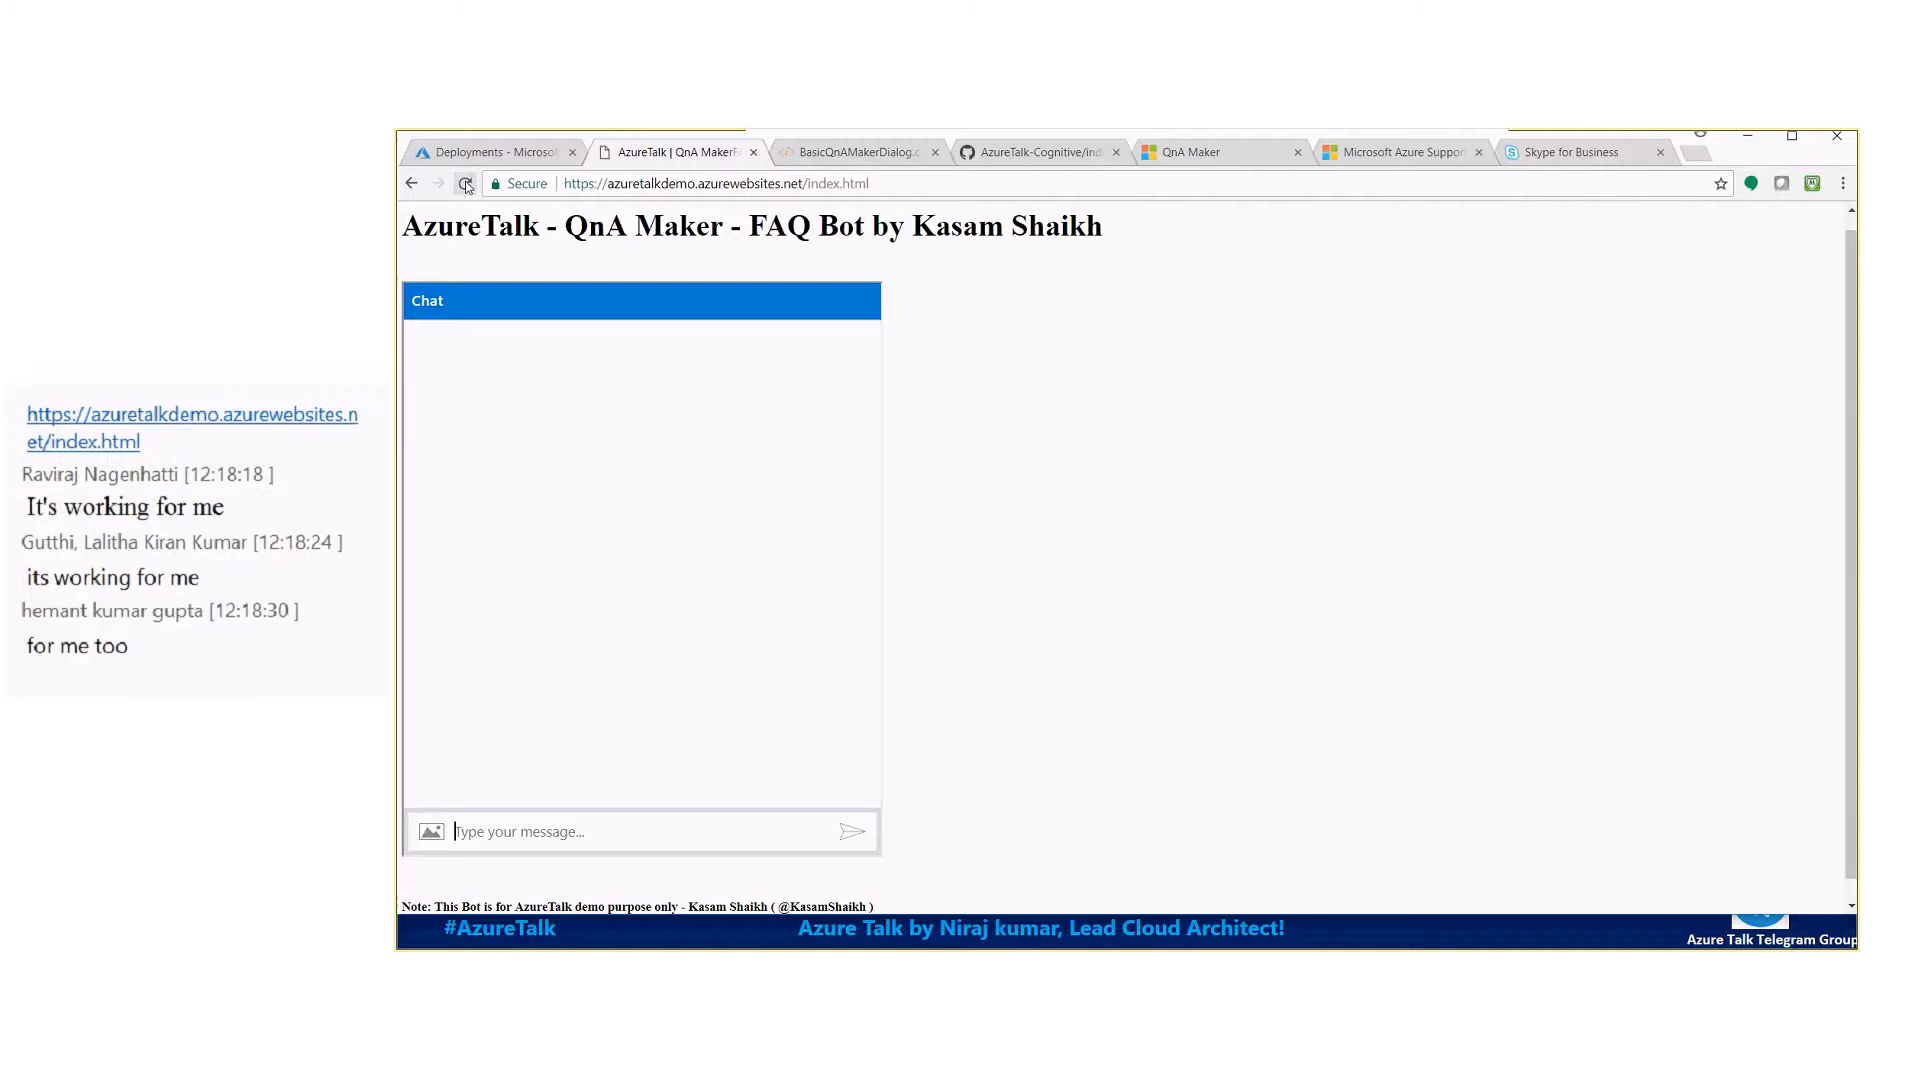 https://azuretalkdemo.azurewebsites.n
et/index.html
Raviraj Nagenhatti [12:18:18 ]
It's working for me
Gutthi, Lalitha Kiran Kumar [12:18:24 ]
its working for me
hemant kumar gupta [12:18:30 ]
for me too
Deployments - Microsof
AzureTalk | QnA Maker
BasicQnAMakerDialog.c
AzureTalk-Cognitive/ind
QnA Maker
Microsoft Azure Suppor
Skype for Business
Secure
https://azuretalkdemo.azurewebsites.net/index.html
AzureTalk - QnA Maker - FAQ Bot by Kasam Shaikh
Chat
Type your message...
Note: This Bot is for AzureTalk demo purpose only - Kasam Shaikh ( @KasamShaikh )
#AzureTalk
Azure Talk by Niraj kumar, Lead Cloud Architect!
Azure Talk Telegram Group